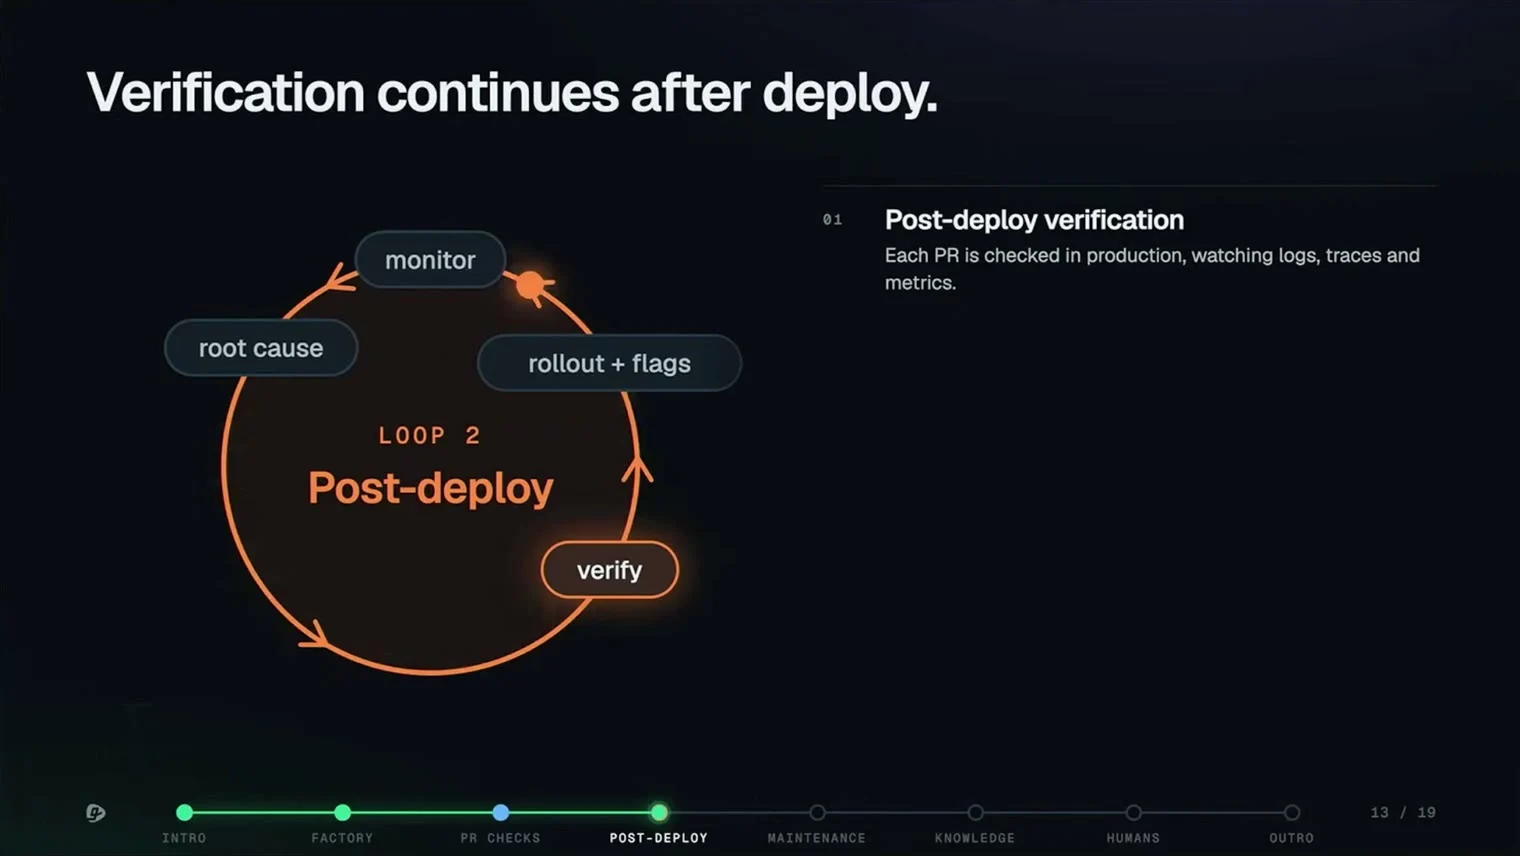 Verification continues after deploy.
monitor
root cause
rollout + flags
LOOP 2
Post-deploy
verify
01
Post-deploy verification
Each PR is checked in production, watching logs, traces and
metrics.
INTRO
FACTORY
PR CHECKS
POST-DEPLOY
MAINTENANCE
KNOWLEDGE
HUMANS
OUTRO
13 / 19